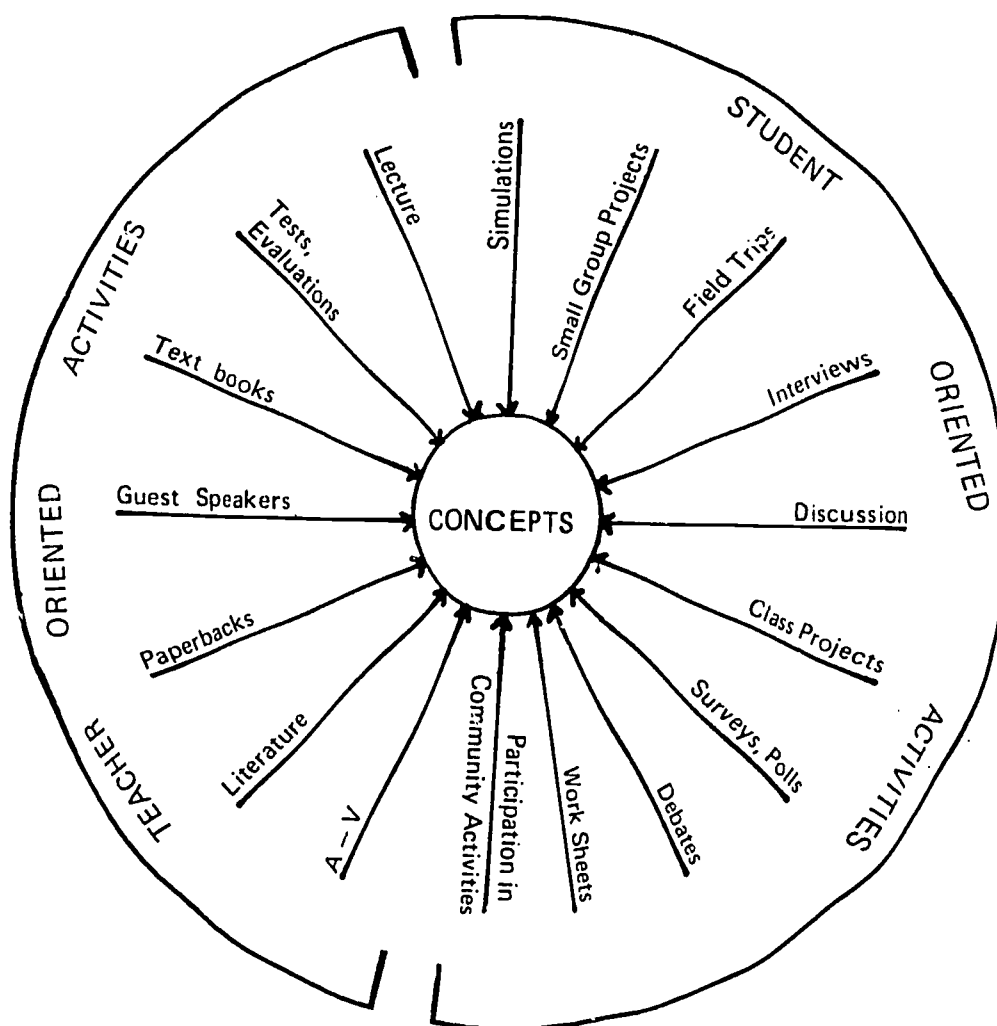 STUDENT
ORIENTED
ACTIVITIES
Simulations
Small Group Projects
Field Trips
Interviews
Discussion
Class Projects
Surveys, Polls
Debates
Work Sheets
Participation in
Community Activities
TEACHER
ORIENTED
ACTIVITIES
A - V
Literature
Paperbacks
Guest Speakers
Text books
Tests,
Evaluations
Lecture
CONCEPTS